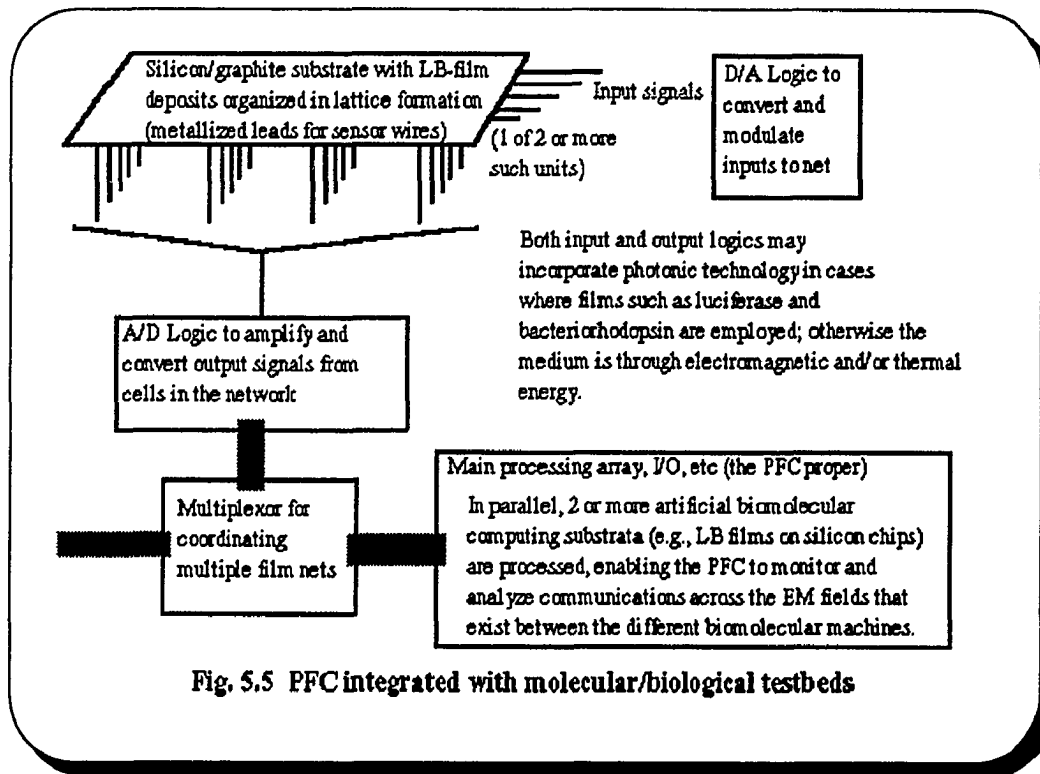 Silicon/graphite substrate with LB-film
deposits organized in lattice formation
(metallized leads for sensor wires)
Input signals
(1 of 2 or more
such units)
D/A Logic to
convert and
modulate
inputs to net
Both input and output logics may
incorporate photonic technology in cases
where films such as luciferase and
bacteriorhodopsin are employed; otherwise the
medium is through electromagnetic and/or thermal
energy.
A/D Logic to amplify and
convert output signals from
cells in the network
Multiplexor for
coordinating
multiple film nets
Main processing array, I/O, etc (the PFC proper)
In parallel, 2 or more artificial biomolecular
computing substrata (e.g., LB films on silicon chips)
are processed, enabling the PFC to monitor and
analyze communications across the EM fields that
exist between the different biomolecular machines.
Fig. 5.5 PFC integrated with molecular/biological testbeds